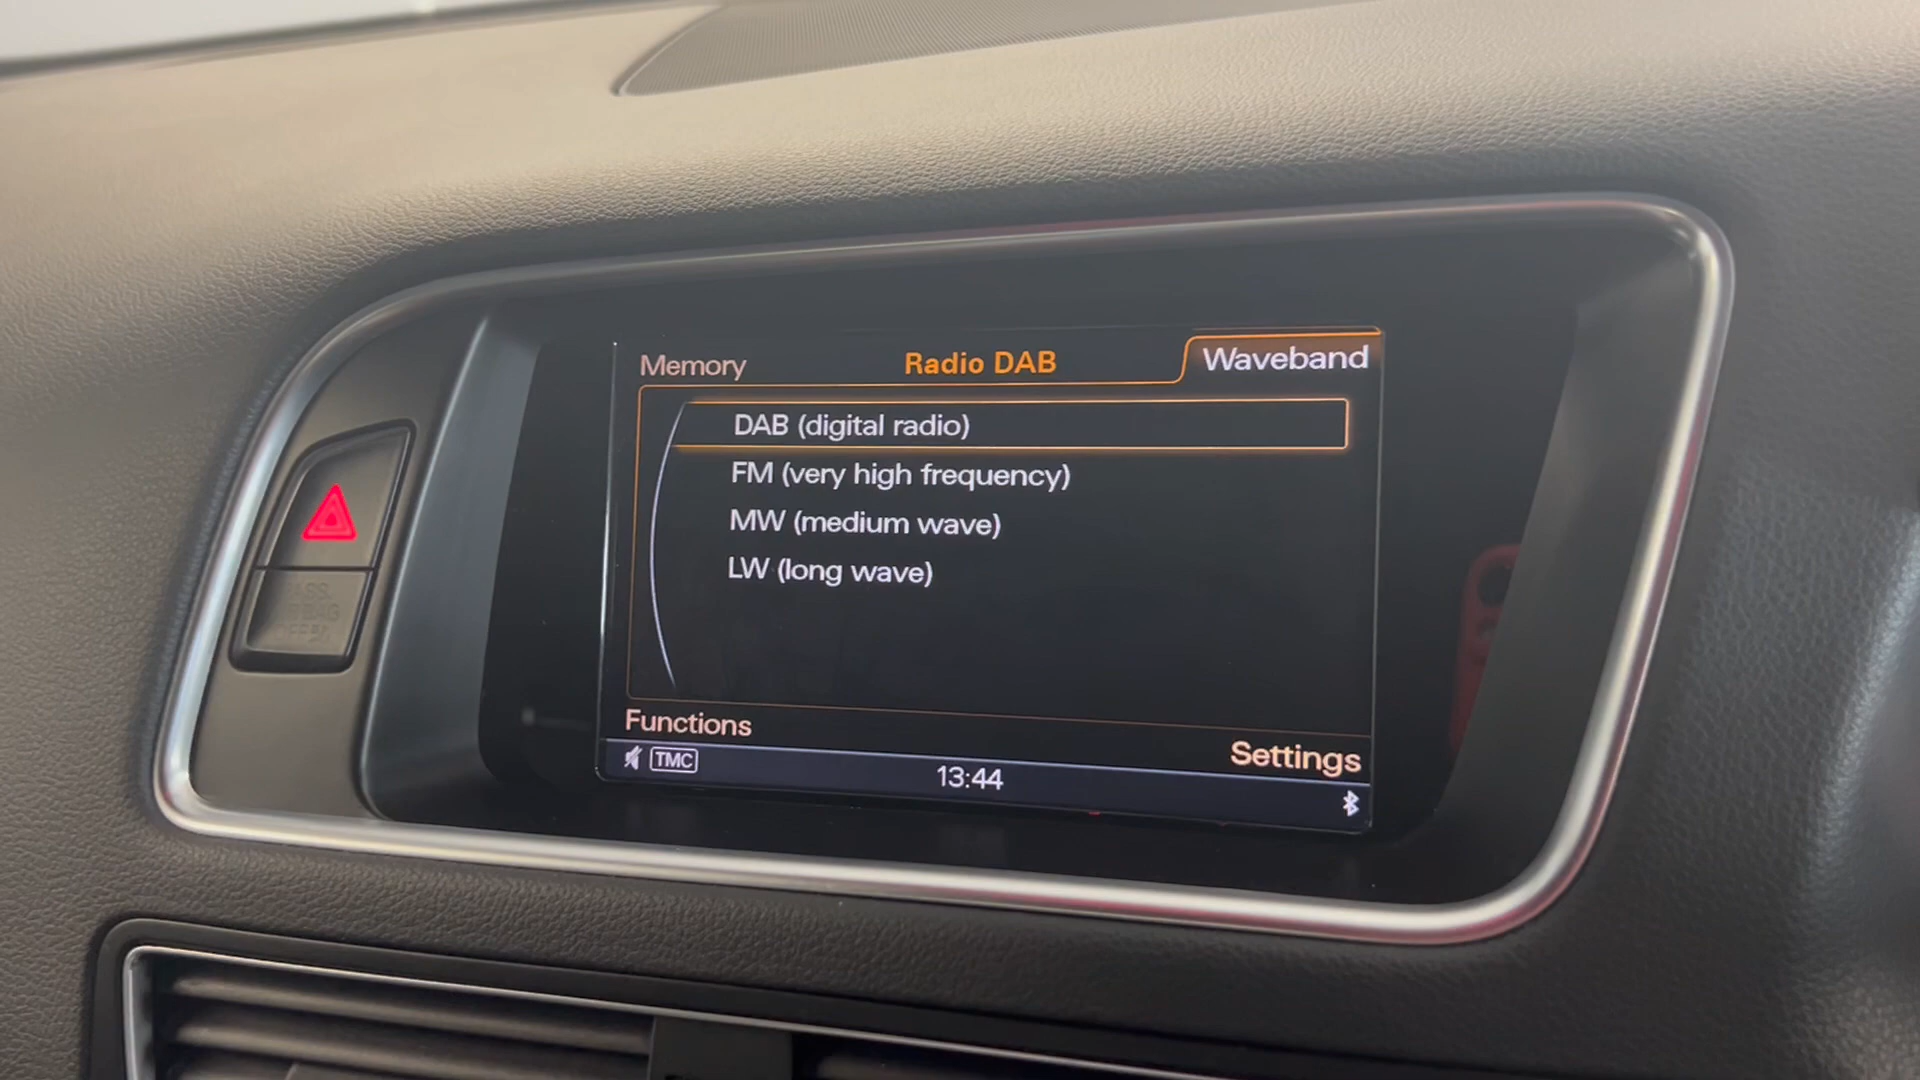 Memory
Radio DAB
Waveband
DAB (digital radio)
FM (very high frequency)
MW (medium wave)
LW (long wave)
Functions
Settings
TMC
13:44